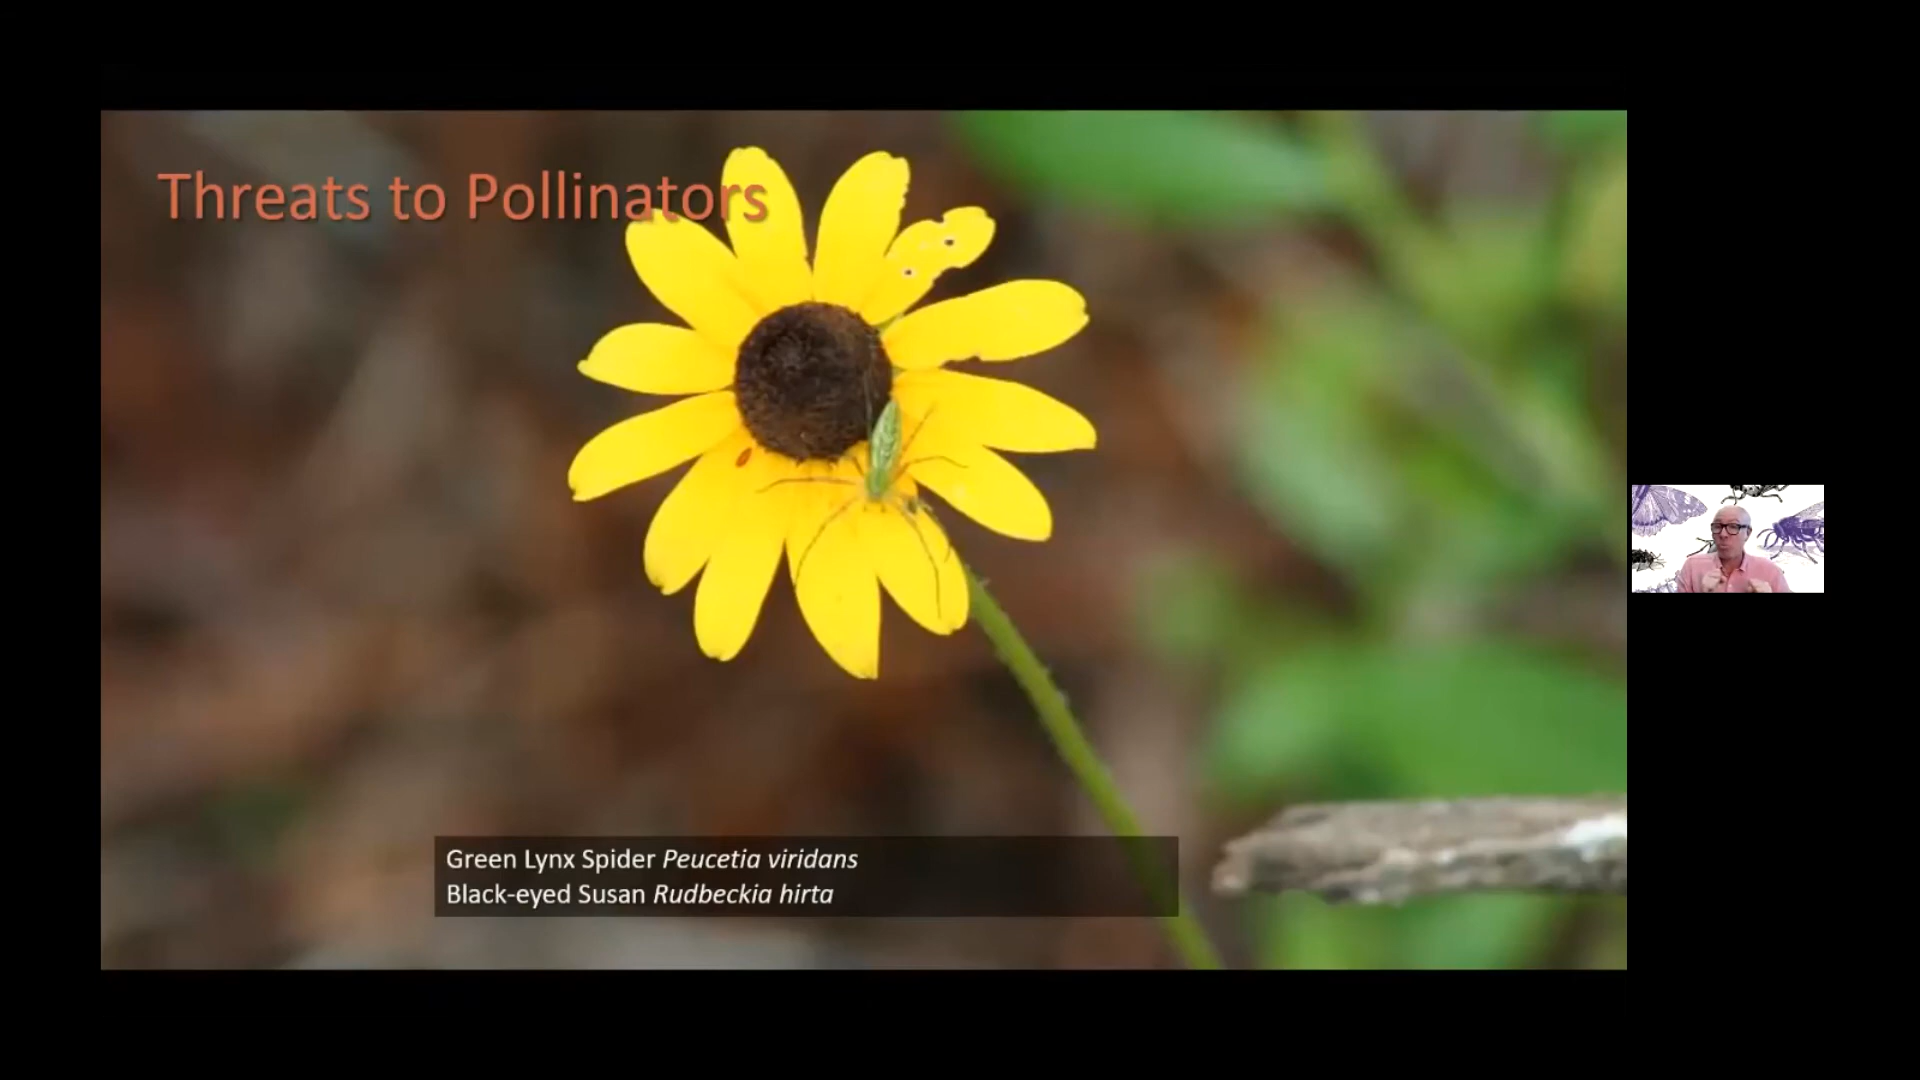 Threats to Pollinators
Green Lynx Spider Peucetia viridans
Black-eyed Susan Rudbeckia hirta